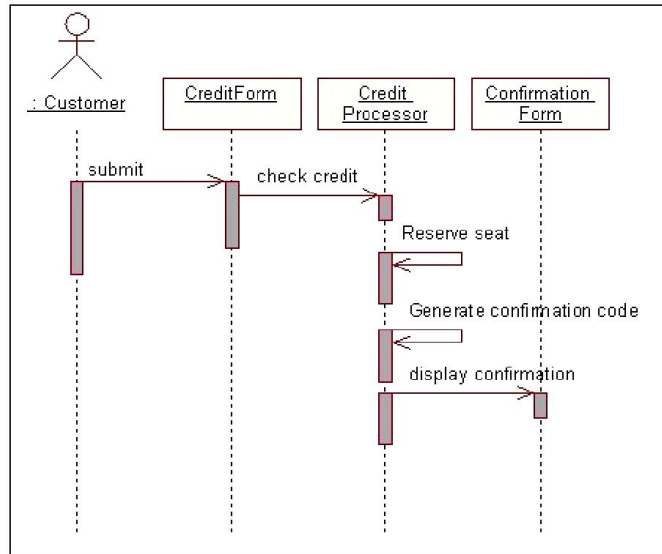 : Customer
CreditForm
Credit
Processor
Confirmation
Form
submit
check credit
Reserve seat
Generate confirmation code
display confirmation